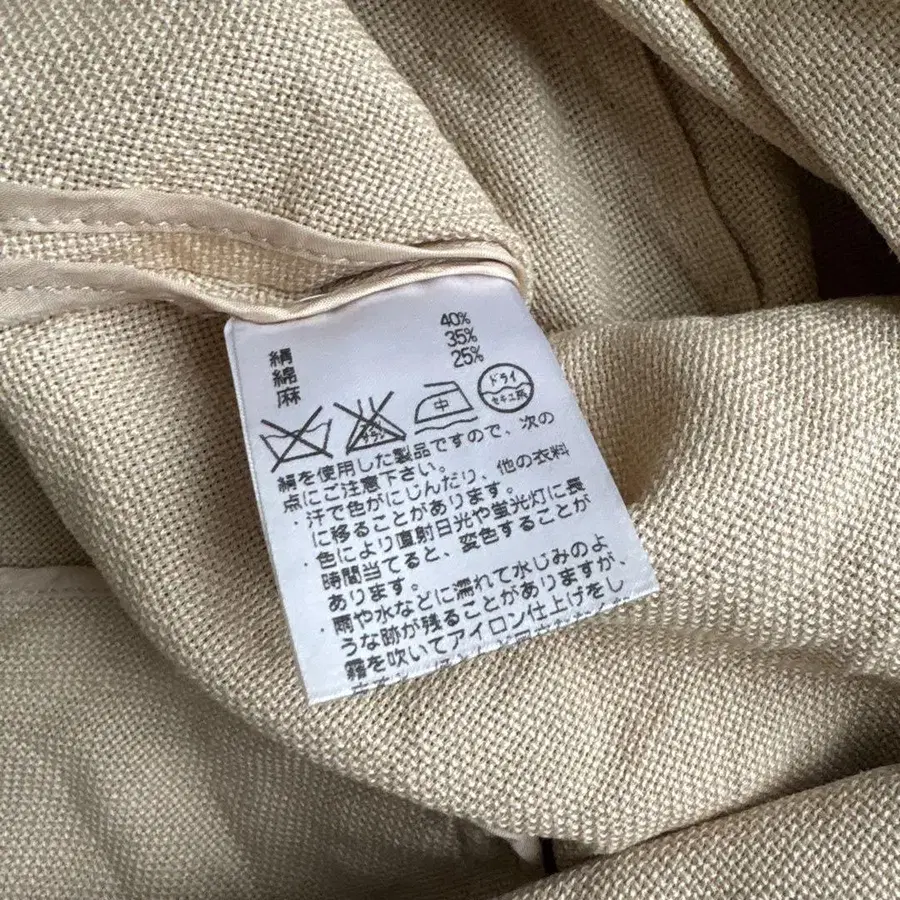 絹 40%
綿 35%
麻 25%
エンソ サラシ 中 ドライ セキユ系
絹を使用した製品ですので、次の
点にご注意下さい。
・汗で色がにじんだり、他の衣料
に移ることがあります。
・色により直射日光や蛍光灯に長
時間当てると、変色することが
あります。
・雨や水などに濡れて水じみのよ
うな跡が残ることがありますが、
霧を吹いてアイロン仕上げをし